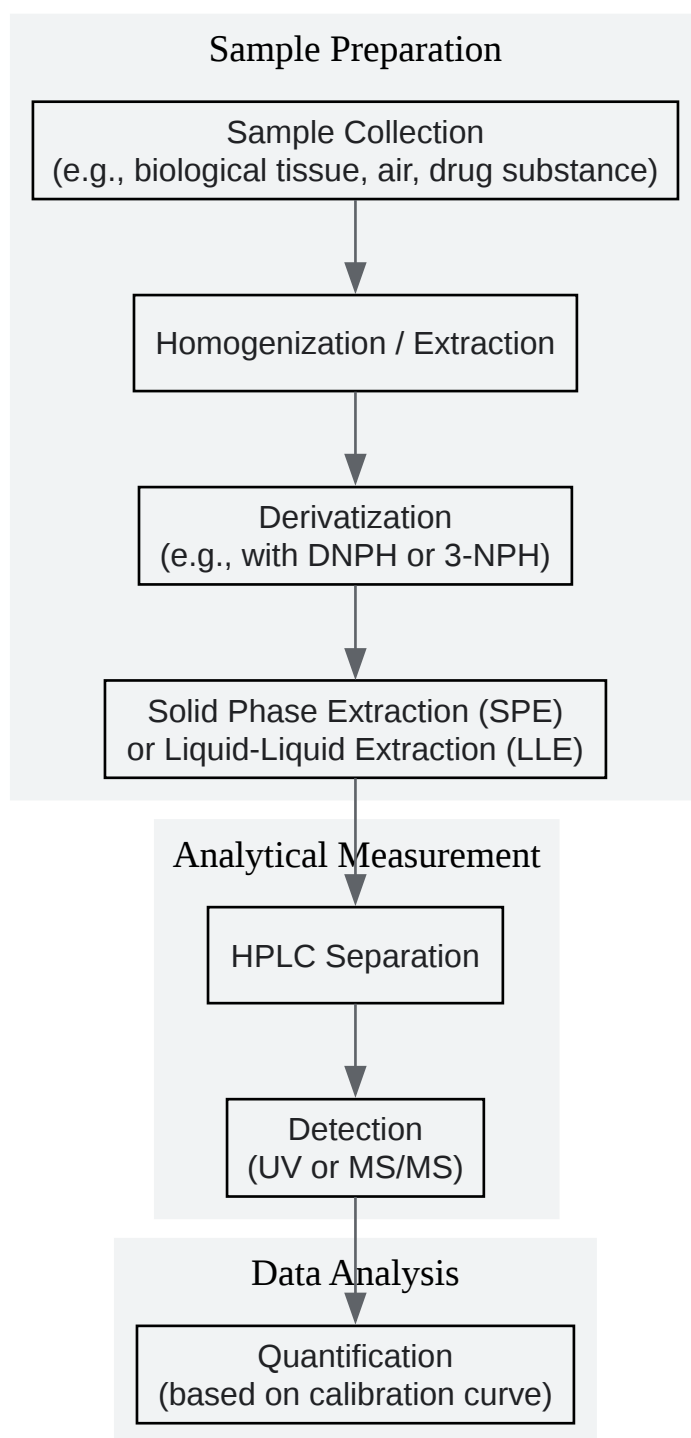 Sample Preparation
Sample Collection
(e.g., biological tissue, air, drug substance)
Homogenization / Extraction
Derivatization
(e.g., with DNPH or 3-NPH)
Solid Phase Extraction (SPE)
or Liquid-Liquid Extraction (LLE)
Analytical Measurement
HPLC Separation
Detection
(UV or MS/MS)
Data Analysis
Quantification
(based on calibration curve)